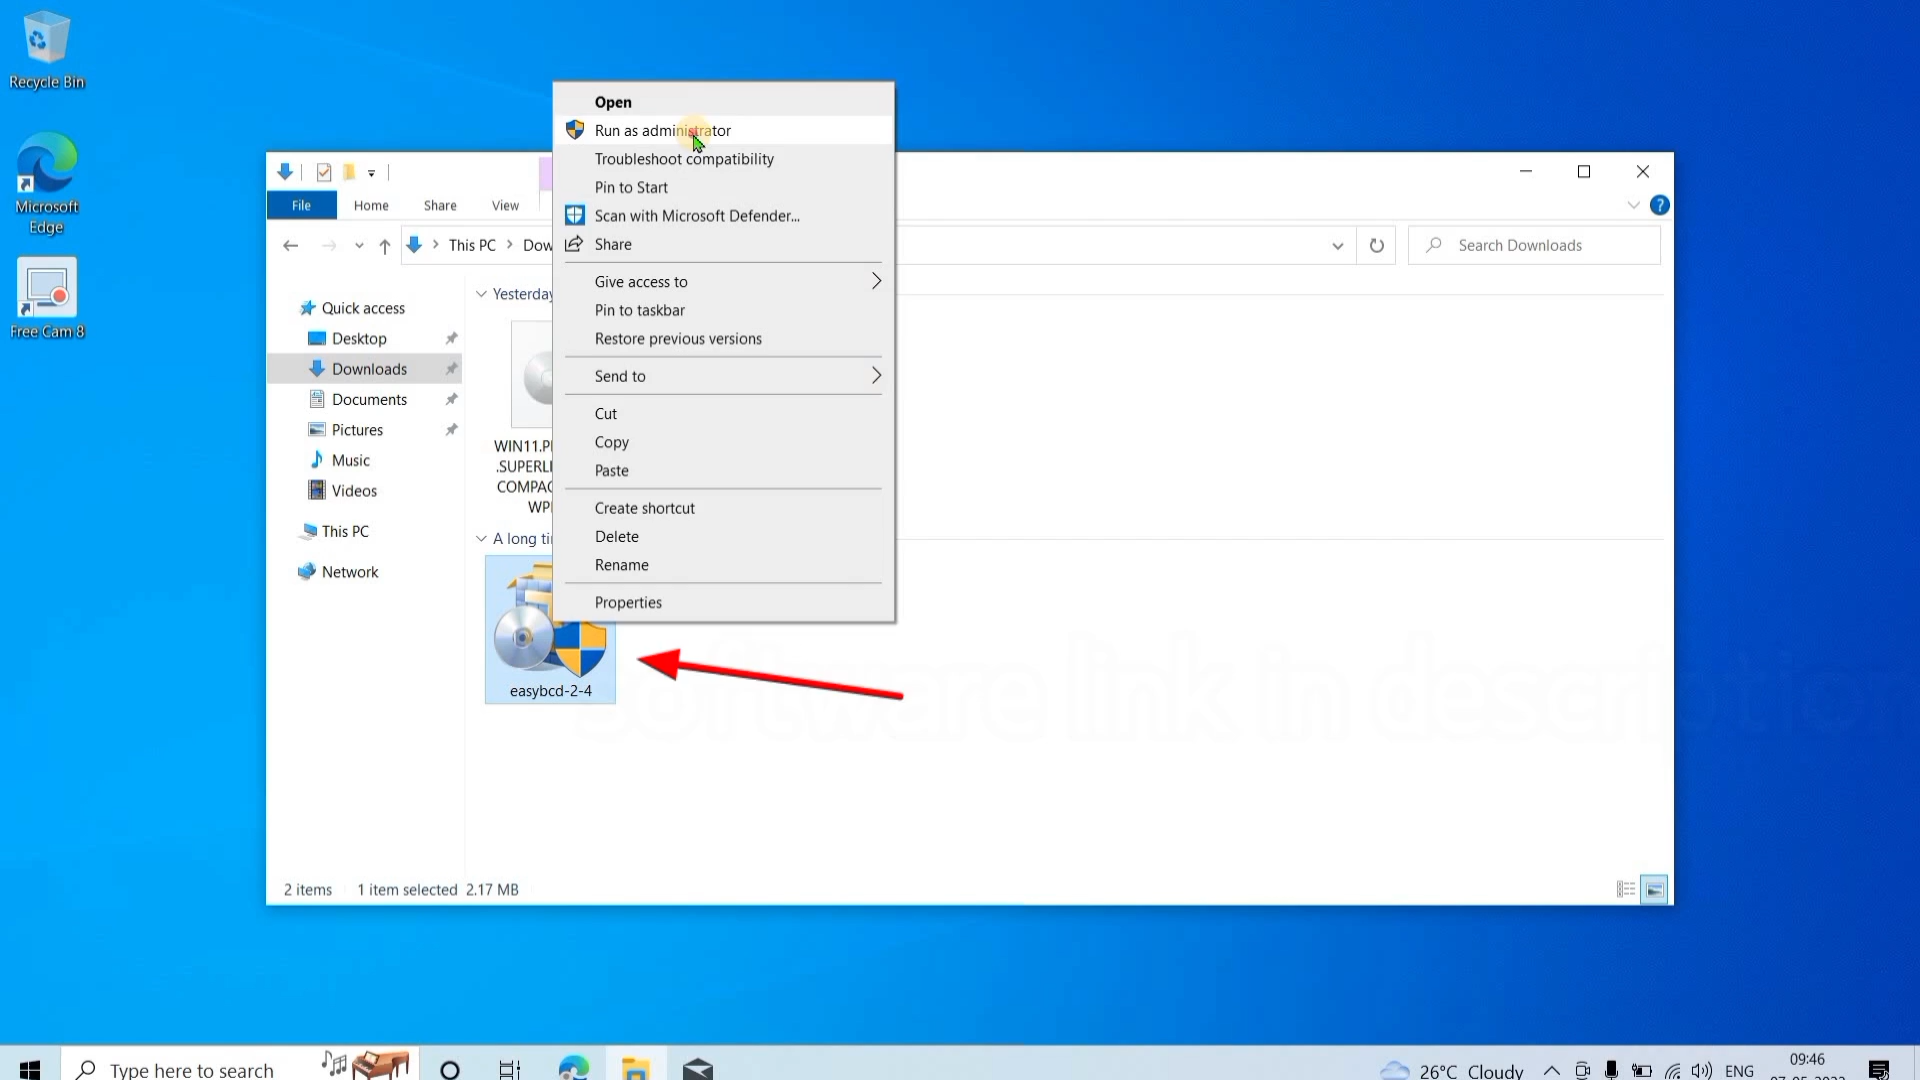 Recycle Bin
Microsoft
Edge
Free Cam 8
File
Home
Share
View
This PC
Dow
Search Downloads
Quick access
Desktop
Downloads
Documents
Pictures
Music
Videos
This PC
Network
Yesterday
WIN11.P
.SUPERL
COMPAC
WP
A long ti
easybcd-2-4
Open
Run as administrator
Troubleshoot compatibility
Pin to Start
Scan with Microsoft Defender...
Share
Give access to
Pin to taskbar
Restore previous versions
Send to
Cut
Copy
Paste
Create shortcut
Delete
Rename
Properties
software link in description
2 items
1 item selected 2.17 MB
Type here to search
26°C Cloudy
ENG
09:46